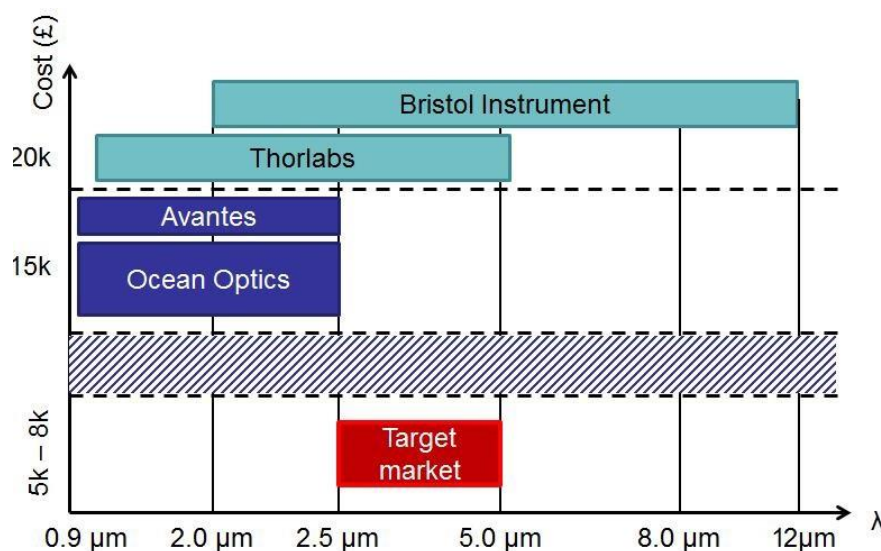 Cost (£)
Bristol Instrument
20k
Thorlabs
Avantes
15k
Ocean Optics
5k – 8k
Target
market
0.9 µm
2.0 µm
2.5 µm
5.0 µm
8.0 µm
12µm
λ